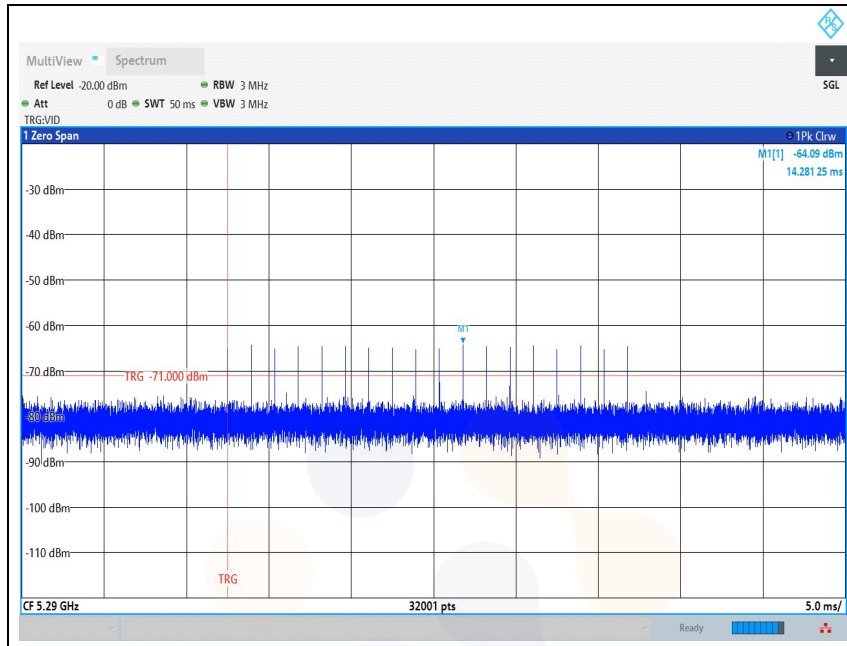 R&S
MultiView Spectrum
Ref Level -20.00 dBm RBW 3 MHz SGL
Att 0 dB SWT 50 ms VBW 3 MHz
TRG:VID
1 Zero Span 1Pk Clrw
M1[1] -64.09 dBm
14.281 25 ms
-30 dBm
-40 dBm
-50 dBm
-60 dBm
M1
-70 dBm
TRG -71.000 dBm
-80 dBm
-90 dBm
-100 dBm
-110 dBm
TRG
CF 5.29 GHz 32001 pts 5.0 ms/
Ready